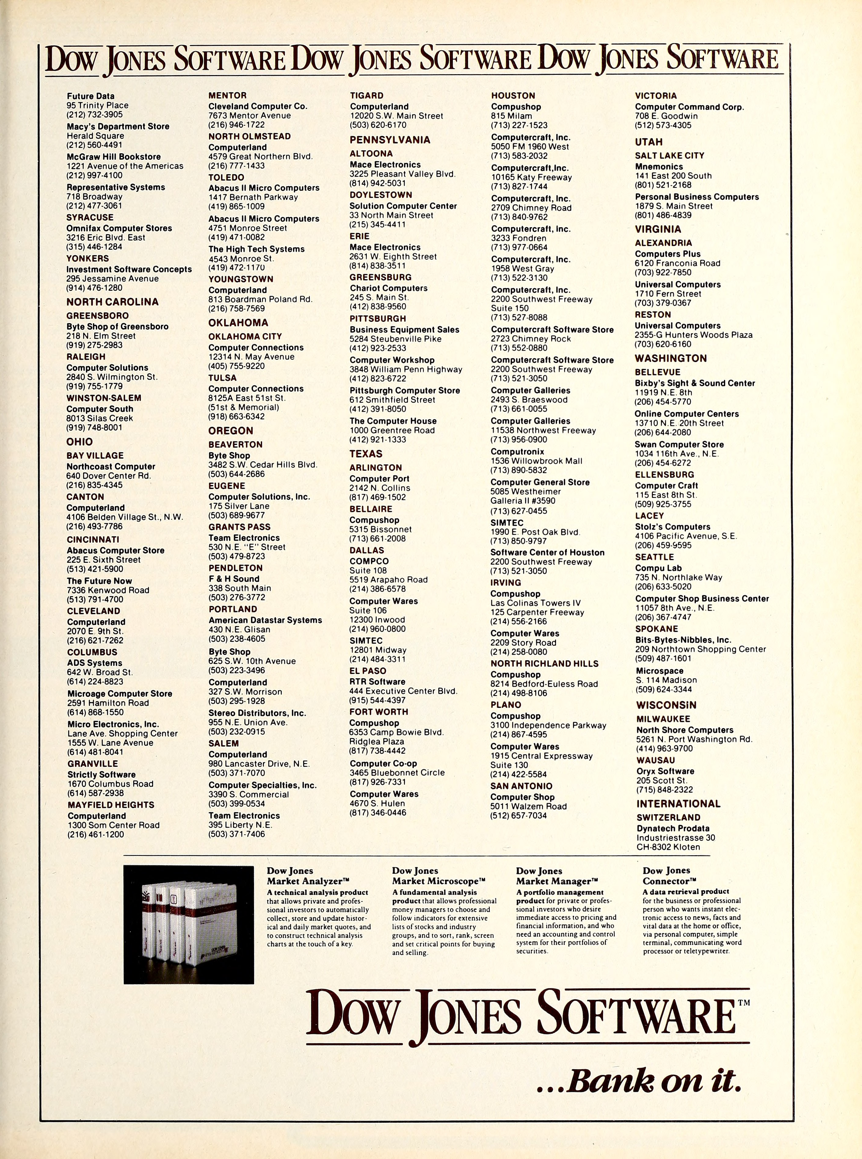 DOW JONES SOFTWARE DOW JONES SOFTWARE DOW JONES SOFTWARE
Future Data
95 Trinity Place
(212) 732-3905
Macy's Department Store
Herald Square
(212) 560-4491
McGraw Hill Bookstore
1221 Avenue of the Americas
(212) 997-4100
Representative Systems
718 Broadway
(212) 477-3061
SYRACUSE
Omnifax Computer Stores
3216 Eric Blvd. East
(315) 446-1284
YONKERS
Investment Software Concepts
295 Jessamine Avenue
(914) 476-1280
NORTH CAROLINA
GREENSBORO
Byte Shop of Greensboro
218 N. Elm Street
(919) 275-2983
RALEIGH
Computer Solutions
2840 S. Wilmington St.
(919) 755-1779
WINSTON-SALEM
Computer South
8013 Silas Creek
(919) 748-8001
OHIO
BAY VILLAGE
Northcoast Computer
640 Dover Center Rd.
(216) 835-4345
CANTON
Computerland
4106 Belden Village St., N.W.
(216) 493-7786
CINCINNATI
Abacus Computer Store
225 E. Sixth Street
(513) 421-5900
The Future Now
7336 Kenwood Road
(513) 791-4700
CLEVELAND
Computerland
2070 E. 9th St.
(216) 621-7262
COLUMBUS
ADS Systems
642 W. Broad St.
(614) 224-8823
Microage Computer Store
2591 Hamilton Road
(614) 868-1550
Micro Electronics, Inc.
Lane Ave. Shopping Center
1555 W. Lane Avenue
(614) 481-8041
GRANVILLE
Strictly Software
1670 Columbus Road
(614) 587-2938
MAYFIELD HEIGHTS
Computerland
1300 Som Center Road
(216) 461-1200
MENTOR
Cleveland Computer Co.
7673 Mentor Avenue
(216) 946-1722
NORTH OLMSTEAD
Computerland
4579 Great Northern Blvd.
(216) 777-1433
TOLEDO
Abacus II Micro Computers
1417 Bernath Parkway
(419) 865-1009
Abacus II Micro Computers
4751 Monroe Street
(419) 471-0082
The High Tech Systems
4543 Monroe St.
(419) 472-1170
YOUNGSTOWN
Computerland
813 Boardman Poland Rd.
(216) 758-7569
OKLAHOMA
OKLAHOMA CITY
Computer Connections
12314 N. May Avenue
(405) 755-9220
TULSA
Computer Connections
8125A East 51st St.
(51st & Memorial)
(918) 663-6342
OREGON
BEAVERTON
Byte Shop
3482 S.W. Cedar Hills Blvd.
(503) 644-2686
EUGENE
Computer Solutions, Inc.
175 Silver Lane
(503) 689-9677
GRANTS PASS
Team Electronics
530 N.E. "E" Street
(503) 479-8723
PENDLETON
F & H Sound
338 South Main
(503) 276-3772
PORTLAND
American Datastar Systems
430 N.E. Glisan
(503) 238-4605
Byte Shop
625 S.W. 10th Avenue
(503) 223-3496
Computerland
327 S.W. Morrison
(503) 295-1928
Stereo Distributors, Inc.
955 N.E. Union Ave.
(503) 232-0915
SALEM
Computerland
980 Lancaster Drive, N.E.
(503) 371-7070
Computer Specialties, Inc.
3390 S. Commercial
(503) 399-0534
Team Electronics
395 Liberty N.E.
(503) 371-7406
TIGARD
Computerland
12020 S.W. Main Street
(503) 620-6170
PENNSYLVANIA
ALTOONA
Mace Electronics
3225 Pleasant Valley Blvd.
(814) 942-5031
DOYLESTOWN
Solution Computer Center
33 North Main Street
(215) 345-4411
ERIE
Mace Electronics
2631 W. Eighth Street
(814) 838-3511
GREENSBURG
Chariot Computers
245 S. Main St.
(412) 838-9560
PITTSBURGH
Business Equipment Sales
5284 Steubenville Pike
(412) 923-2533
Computer Workshop
3848 William Penn Highway
(412) 823-6722
Pittsburgh Computer Store
612 Smithfield Street
(412) 391-8050
The Computer House
1000 Greentree Road
(412) 921-1333
TEXAS
ARLINGTON
Computer Port
2142 N. Collins
(817) 469-1502
BELLAIRE
Compushop
5315 Bissonnet
(713) 661-2008
DALLAS
COMPCO
Suite 108
5519 Arapaho Road
(214) 386-6578
Computer Wares
Suite 106
12300 Inwood
(214) 960-0800
SIMTEC
12801 Midway
(214) 484-3311
EL PASO
RTR Software
444 Executive Center Blvd.
(915) 544-4397
FORT WORTH
Compushop
6353 Camp Bowie Blvd.
Ridglea Plaza
(817) 738-4442
Computer Co-op
3465 Bluebonnet Circle
(817) 926-7331
Computer Wares
4670 S. Hulen
(817) 346-0446
HOUSTON
Compushop
815 Milam
(713) 227-1523
Computercraft, Inc.
5050 FM 1960 West
(713) 583-2032
Computercraft,Inc.
10165 Katy Freeway
(713) 827-1744
Computercraft, Inc.
2709 Chimney Road
(713) 840-9762
Computercraft, Inc.
3233 Fondren
(713) 977-0664
Computercraft, Inc.
1958 West Gray
(713) 522-3130
Computercraft, Inc.
2200 Southwest Freeway
Suite 150
(713) 527-8088
Computercraft Software Store
2723 Chimney Rock
(713) 552-0880
Computercraft Software Store
2200 Southwest Freeway
(713) 521-3050
Computer Galleries
2493 S. Braeswood
(713) 661-0055
Computer Galleries
11538 Northwest Freeway
(713) 956-0900
Computronix
1536 Willowbrook Mall
(713) 890-5832
Computer General Store
5085 Westheimer
Galleria II #3590
(713) 627-0455
SIMTEC
1990 E. Post Oak Blvd.
(713) 850-9797
Software Center of Houston
2200 Southwest Freeway
(713) 521-3050
IRVING
Compushop
Las Colinas Towers IV
125 Carpenter Freeway
(214) 556-2166
Computer Wares
2209 Story Road
(214) 258-0080
NORTH RICHLAND HILLS
Compushop
8214 Bedford-Euless Road
(214) 498-8106
PLANO
Compushop
3100 Independence Parkway
(214) 867-4595
Computer Wares
1915 Central Expressway
Suite 130
(214) 422-5584
SAN ANTONIO
Computer Shop
5011 Walzem Road
(512) 657-7034
VICTORIA
Computer Command Corp.
708 E. Goodwin
(512) 573-4305
UTAH
SALT LAKE CITY
Mnemonics
141 East 200 South
(801) 521-2168
Personal Business Computers
1879 S. Main Street
(801) 486-4839
VIRGINIA
ALEXANDRIA
Computers Plus
6120 Franconia Road
(703) 922-7850
Universal Computers
1710 Fern Street
(703) 379-0367
RESTON
Universal Computers
2355-G Hunters Woods Plaza
(703) 620-6160
WASHINGTON
BELLEVUE
Bixby's Sight & Sound Center
11919 N.E. 8th
(206) 454-5770
Online Computer Centers
13710 N.E. 20th Street
(206) 644-2080
Swan Computer Store
1034 116th Ave., N.E.
(206) 454-6272
ELLENSBURG
Computer Craft
115 East 8th St.
(509) 925-3755
LACEY
Stolz's Computers
4106 Pacific Avenue, S.E.
(206) 459-9595
SEATTLE
Compu Lab
735 N. Northlake Way
(206) 633-5020
Computer Shop Business Center
11057 8th Ave., N.E.
(206) 367-4747
SPOKANE
Bits-Bytes-Nibbles, Inc.
209 Northtown Shopping Center
(509) 487-1601
Microspace
S. 114 Madison
(509) 624-3344
WISCONSIN
MILWAUKEE
North Shore Computers
5261 N. Port Washington Rd.
(414) 963-9700
WAUSAU
Oryx Software
205 Scott St.
(715) 848-2322
INTERNATIONAL
SWITZERLAND
Dynatech Prodata
Industriestrasse 30
CH-8302 Kloten
Dow Jones
Market Analyzer™
A technical analysis product
that allows private and profes-
sional investors to automatically
collect, store and update histor-
ical and daily market quotes, and
to construct technical analysis
charts at the touch of a key.
Dow Jones
Market Microscope™
A fundamental analysis
product that allows professional
money managers to choose and
follow indicators for extensive
lists of stocks and industry
groups, and to sort, rank, screen
and set critical points for buying
and selling.
Dow Jones
Market Manager™
A portfolio management
product for private or profes-
sional investors who desire
immediate access to pricing and
financial information, and who
need an accounting and control
system for their portfolios of
securities.
Dow Jones
Connector™
A data retrieval product
for the business or professional
person who wants instant elec-
tronic access to news, facts and
vital data at the home or office,
via personal computer, simple
terminal, communicating word
processor or teletypewriter.
DOW JONES SOFTWARE™
...Bank on it.